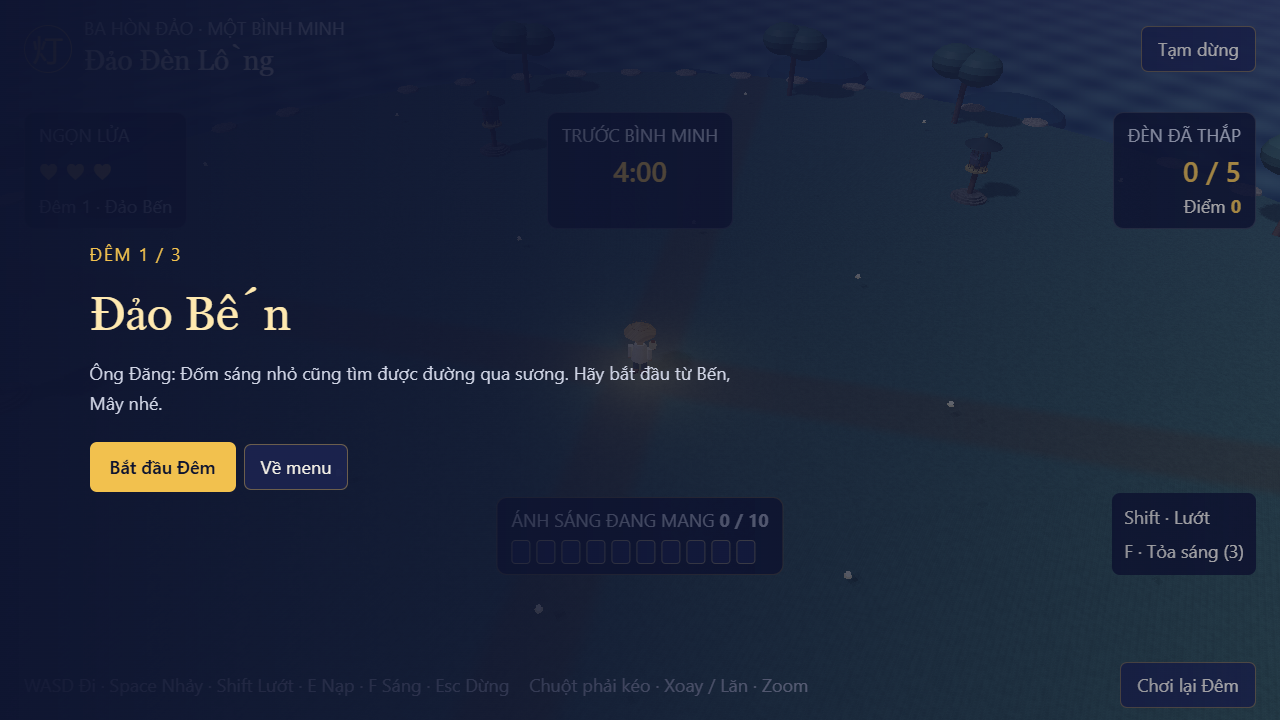 BA HÒN ĐẢO · MỘT BÌNH MINH
Đảo Đèn Lồng
Tạm dừng
NGỌN LỬA
Đêm 1 · Đảo Bến
TRƯỚC BÌNH MINH
4:00
ĐÈN ĐÃ THẮP
0 / 5
Điểm 0
ĐÊM 1 / 3
Đảo Bến
Ông Đăng: Đốm sáng nhỏ cũng tìm được đường qua sương. Hãy bắt đầu từ Bến,
Mây nhé.
Bắt đầu Đêm
Về menu
ÁNH SÁNG ĐANG MANG 0 / 10
Shift · Lướt
F · Tỏa sáng (3)
WASD Đi · Space Nhảy · Shift Lướt · E Nạp · F Sáng · Esc Dừng
Chuột phải kéo · Xoay / Lăn · Zoom
Chơi lại Đêm